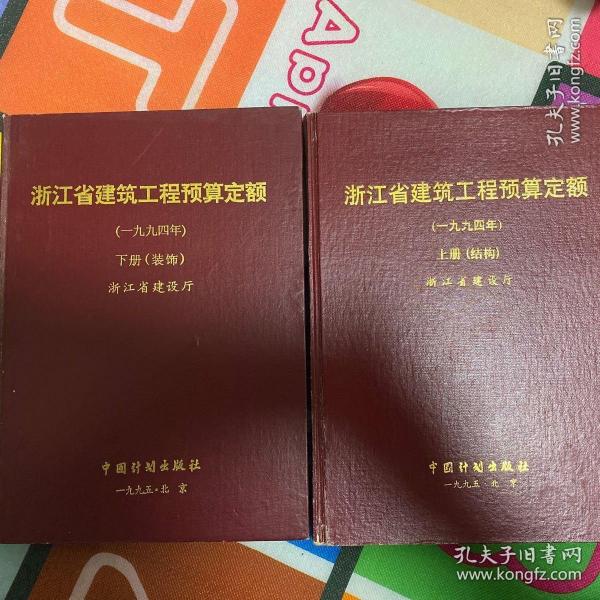 浙江省建筑工程预算定额
(一九九四年)
下册(装饰)
浙江省建设厅
中国计划出版社
一九九五·北京
浙江省建筑工程预算定额
(一九九四年)
上册(结构)
浙江省建设厅
中国计划出版社
一九九五·北京
孔夫子旧书网
www.kongfz.com
孔夫子旧书网
www.kongfz.com